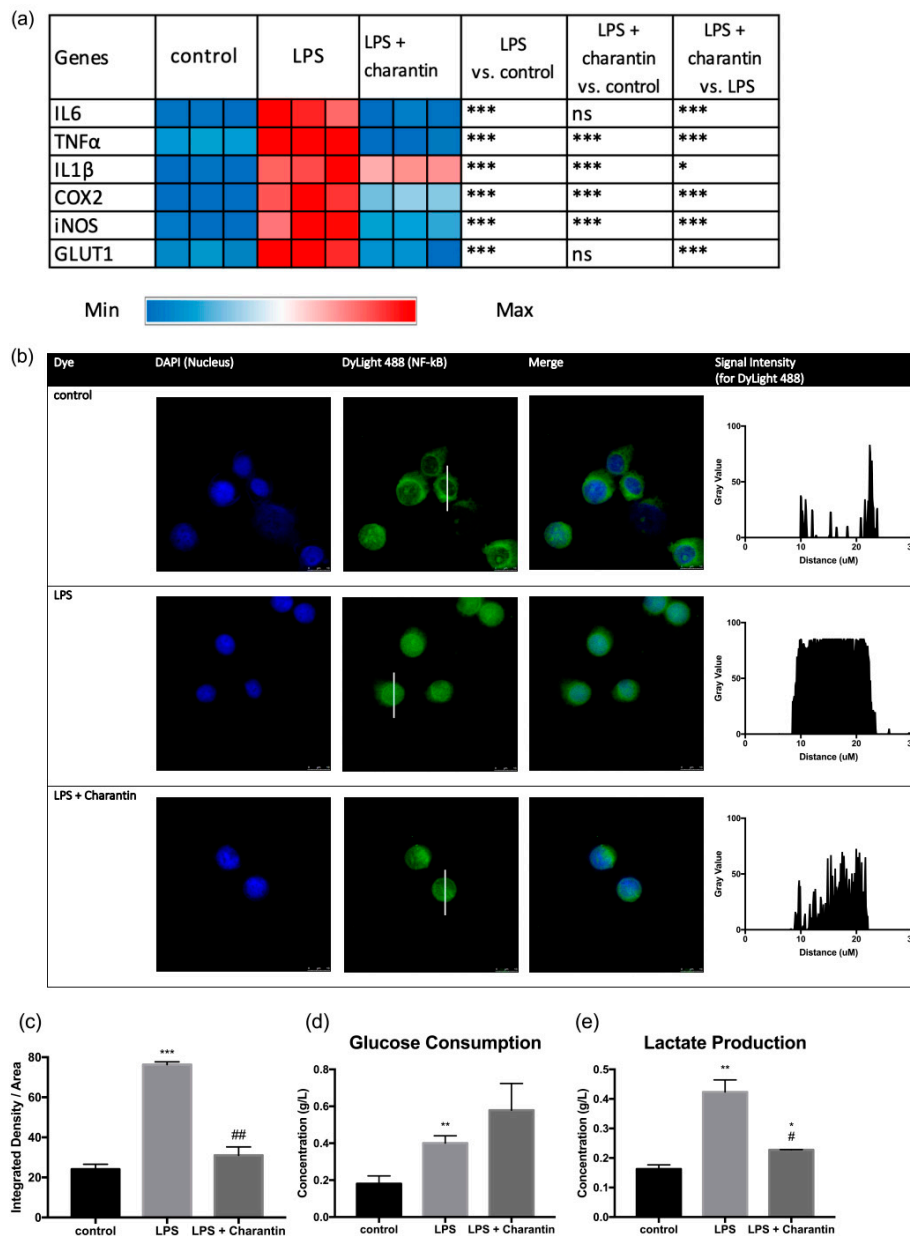 (a)
Genes control LPS LPS + charantin LPS vs. control LPS + charantin vs. control LPS + charantin vs. LPS
IL6 *** ns ***
TNFα *** *** ***
IL1β *** *** *
COX2 *** *** ***
iNOS *** *** ***
GLUT1 *** ns ***
Min Max
(b)
Dye DAPI (Nucleus) DyLight 488 (NF-kB) Merge Signal Intensity (for DyLight 488)
control
100
Gray Value
50
0
0 10 20 3
Distance (uM)
LPS
100
Gray Value
50
0
0 10 20 3
Distance (uM)
LPS + Charantin
100
Gray Value
50
0
0 10 20 3
Distance (uM)
(c)
Integrated Density / Area
80
60
40
20
0
***
##
control LPS LPS + Charantin
(d)
Glucose Consumption
Concentration (g/L)
0.8
0.6
0.4
0.2
0.0
**
control LPS LPS + Charantin
(e)
Lactate Production
Concentration (g/L)
0.5
0.4
0.3
0.2
0.1
0.0
**
*
#
control LPS LPS + Charantin